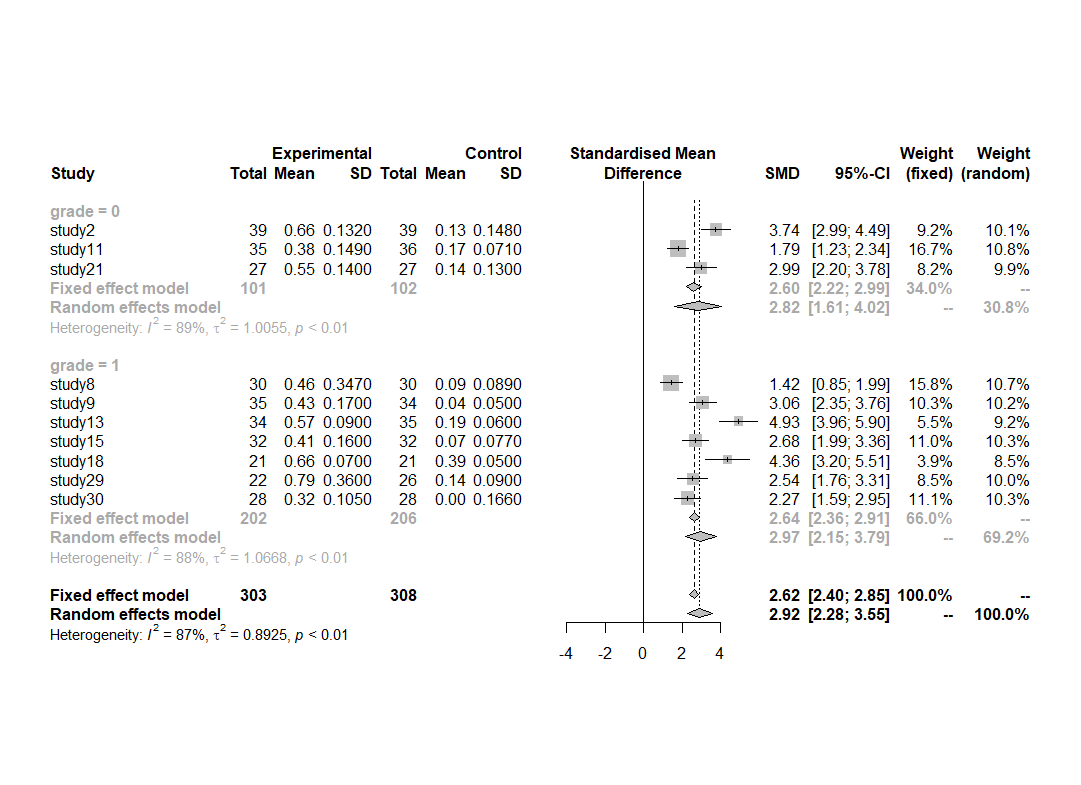 Experimental Control Standardised Mean Weight Weight
Study Total Mean SD Total Mean SD Difference SMD 95%-CI (fixed) (random)
grade = 0
study2 39 0.66 0.1320 39 0.13 0.1480 3.74 [2.99; 4.49] 9.2% 10.1%
study11 35 0.38 0.1490 36 0.17 0.0710 1.79 [1.23; 2.34] 16.7% 10.8%
study21 27 0.55 0.1400 27 0.14 0.1300 2.99 [2.20; 3.78] 8.2% 9.9%
Fixed effect model 101 102 2.60 [2.22; 2.99] 34.0% --
Random effects model 2.82 [1.61; 4.02] -- 30.8%
Heterogeneity: I² = 89%, τ² = 1.0055, p < 0.01
grade = 1
study8 30 0.46 0.3470 30 0.09 0.0890 1.42 [0.85; 1.99] 15.8% 10.7%
study9 35 0.43 0.1700 34 0.04 0.0500 3.06 [2.35; 3.76] 10.3% 10.2%
study13 34 0.57 0.0900 35 0.19 0.0600 4.93 [3.96; 5.90] 5.5% 9.2%
study15 32 0.41 0.1600 32 0.07 0.0770 2.68 [1.99; 3.36] 11.0% 10.3%
study18 21 0.66 0.0700 21 0.39 0.0500 4.36 [3.20; 5.51] 3.9% 8.5%
study29 22 0.79 0.3600 26 0.14 0.0900 2.54 [1.76; 3.31] 8.5% 10.0%
study30 28 0.32 0.1050 28 0.00 0.1660 2.27 [1.59; 2.95] 11.1% 10.3%
Fixed effect model 202 206 2.64 [2.36; 2.91] 66.0% --
Random effects model 2.97 [2.15; 3.79] -- 69.2%
Heterogeneity: I² = 88%, τ² = 1.0668, p < 0.01
Fixed effect model 303 308 2.62 [2.40; 2.85] 100.0% --
Random effects model 2.92 [2.28; 3.55] -- 100.0%
Heterogeneity: I² = 87%, τ² = 0.8925, p < 0.01
-4 -2 0 2 4